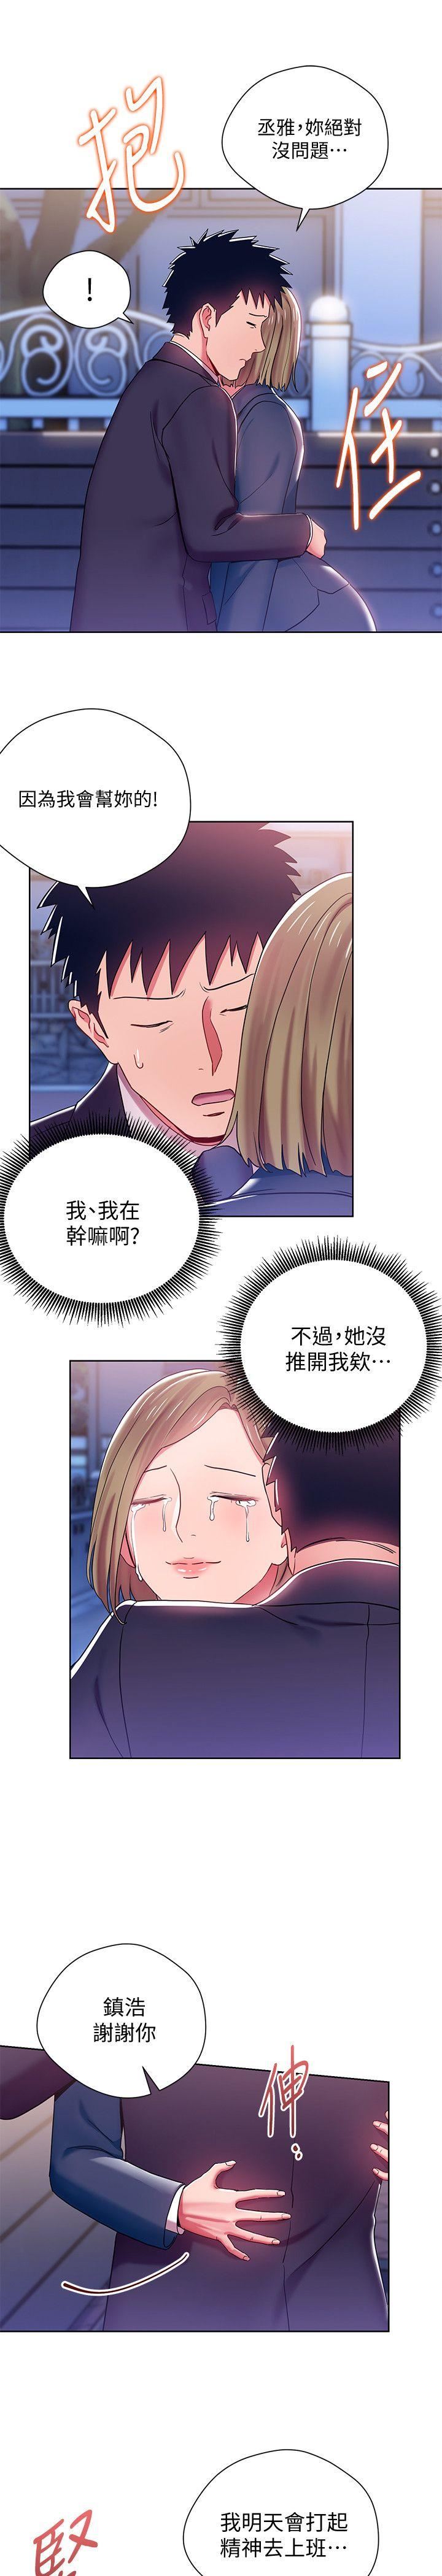 抱
丞雅，妳絕對
沒問題…
！
住
因為我會幫妳的！
我、我在
幹嘛啊？
不過，她沒
推開我欸…
鎮浩
謝謝你
伸
我明天會打起
精神去上班…